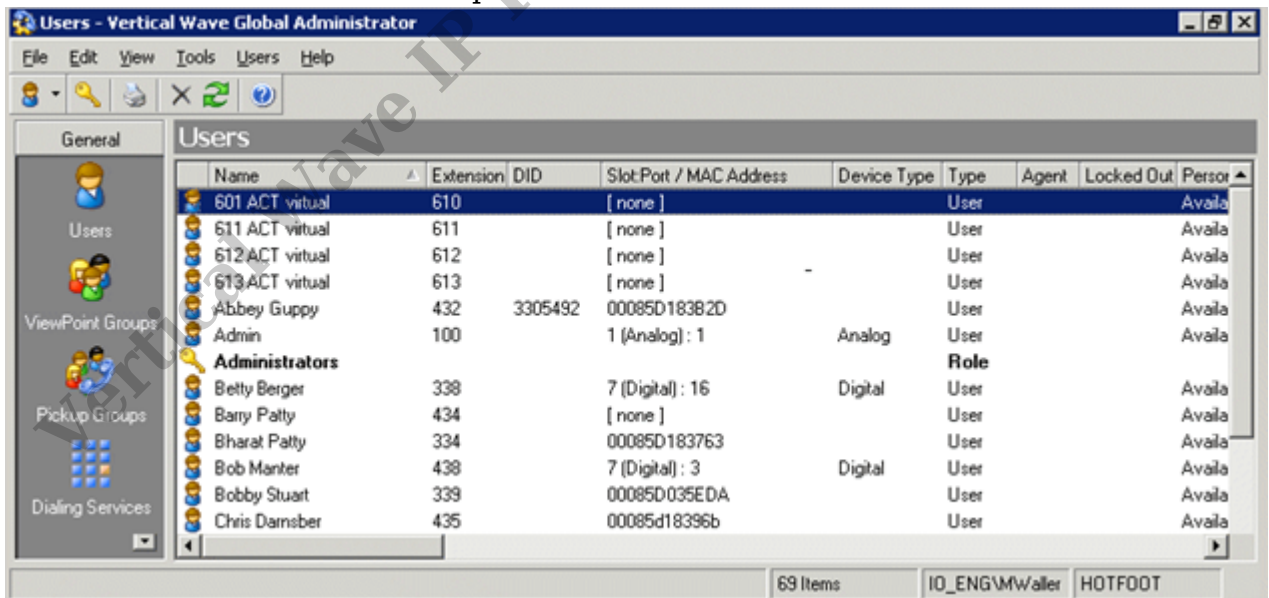 Users - Vertical Wave Global Administrator
File Edit View Tools Users Help
General
Users
Name Extension DID Slot:Port / MAC Address Device Type Type Agent Locked Out Person
601 ACT virtual 610 [ none ] User Availa
611 ACT virtual 611 [ none ] User Availa
612 ACT virtual 612 [ none ] User Availa
613 ACT virtual 613 [ none ] User Availa
Abbey Guppy 432 3305492 00085D183B2D User Availa
Admin 100 1 (Analog) : 1 Analog User Availa
Administrators Role
Betty Berger 338 7 (Digital) : 16 Digital User Availa
Barry Patty 434 [ none ] User Availa
Bharat Patty 334 00085D183763 User Availa
Bob Manter 438 7 (Digital) : 3 Digital User Availa
Bobby Stuart 339 00085D035EDA User Availa
Chris Damsber 435 00085d18396b User Availa
Users
ViewPoint Groups
Pickup Groups
Dialing Services
69 Items IO_ENG\MWaller HOTFOOT
Vertical Wave IP